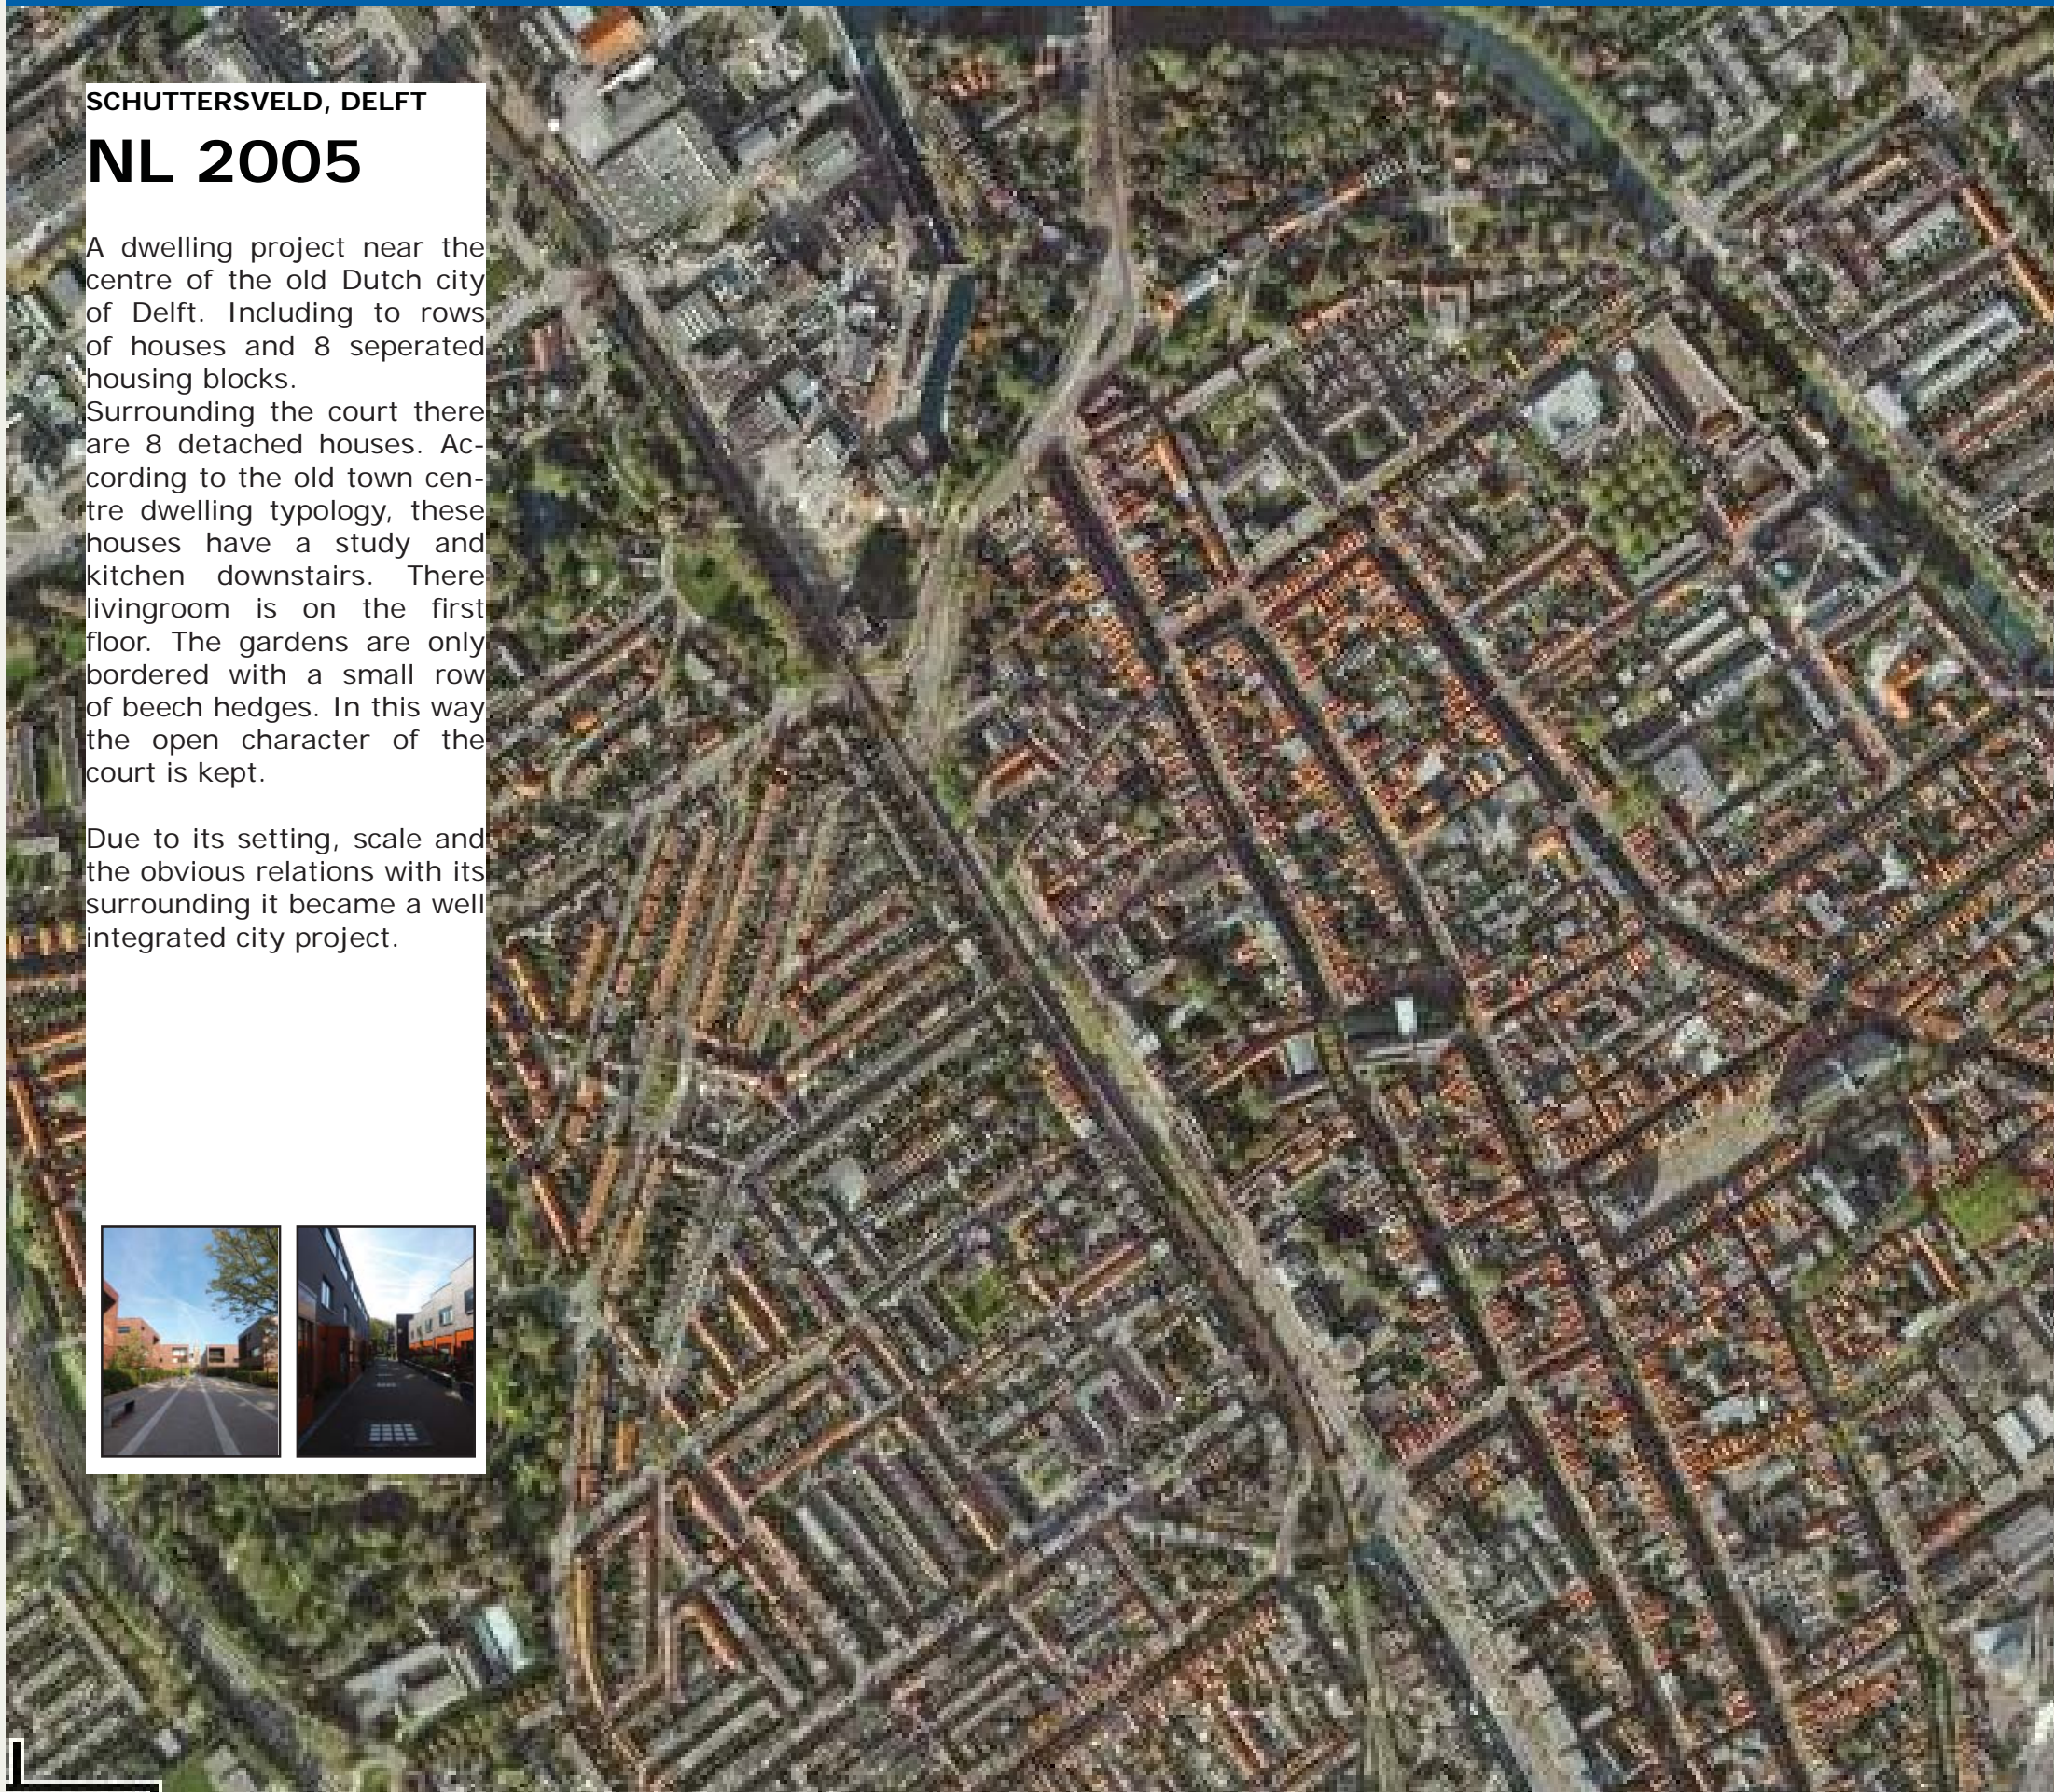 SCHUTTERSVELD, DELFT
NL 2005
A dwelling project near the
centre of the old Dutch city
of Delft. Including to rows
of houses and 8 seperated
housing blocks.
Surrounding the court there
are 8 detached houses. Ac-
cording to the old town cen-
tre dwelling typology, these
houses have a study and
kitchen downstairs. There
livingroom is on the first
floor. The gardens are only
bordered with a small row
of beech hedges. In this way
the open character of the
court is kept.
Due to its setting, scale and
the obvious relations with its
surrounding it became a well
integrated city project.